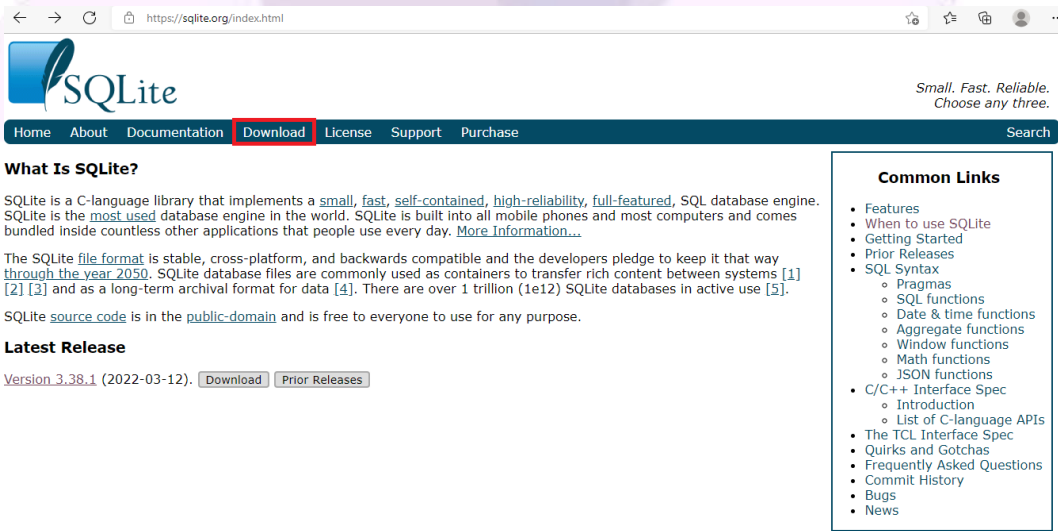 https://sqlite.org/index.html
SQLite
Small. Fast. Reliable.
Choose any three.
Home About Documentation Download License Support Purchase Search
What Is SQLite?
SQLite is a C-language library that implements a small, fast, self-contained, high-reliability, full-featured, SQL database engine.
SQLite is the most used database engine in the world. SQLite is built into all mobile phones and most computers and comes
bundled inside countless other applications that people use every day. More Information...
The SQLite file format is stable, cross-platform, and backwards compatible and the developers pledge to keep it that way
through the year 2050. SQLite database files are commonly used as containers to transfer rich content between systems [1]
[2] [3] and as a long-term archival format for data [4]. There are over 1 trillion (1e12) SQLite databases in active use [5].
SQLite source code is in the public-domain and is free to everyone to use for any purpose.
Latest Release
Version 3.38.1 (2022-03-12). Download Prior Releases
Common Links
• Features
• When to use SQLite
• Getting Started
• Prior Releases
• SQL Syntax
◦ Pragmas
◦ SQL functions
◦ Date & time functions
◦ Aggregate functions
◦ Window functions
◦ Math functions
◦ JSON functions
• C/C++ Interface Spec
◦ Introduction
◦ List of C-language APIs
• The TCL Interface Spec
• Quirks and Gotchas
• Frequently Asked Questions
• Commit History
• Bugs
• News